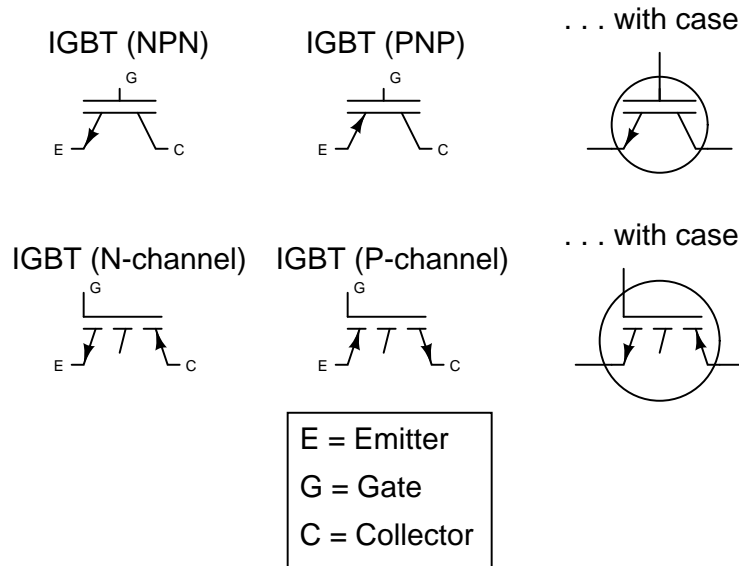 IGBT (NPN)
IGBT (PNP)
. . . with case
G
G
E
C
E
C
. . . with case
IGBT (N-channel)
IGBT (P-channel)
G
G
E
C
E
C
E = Emitter
G = Gate
C = Collector